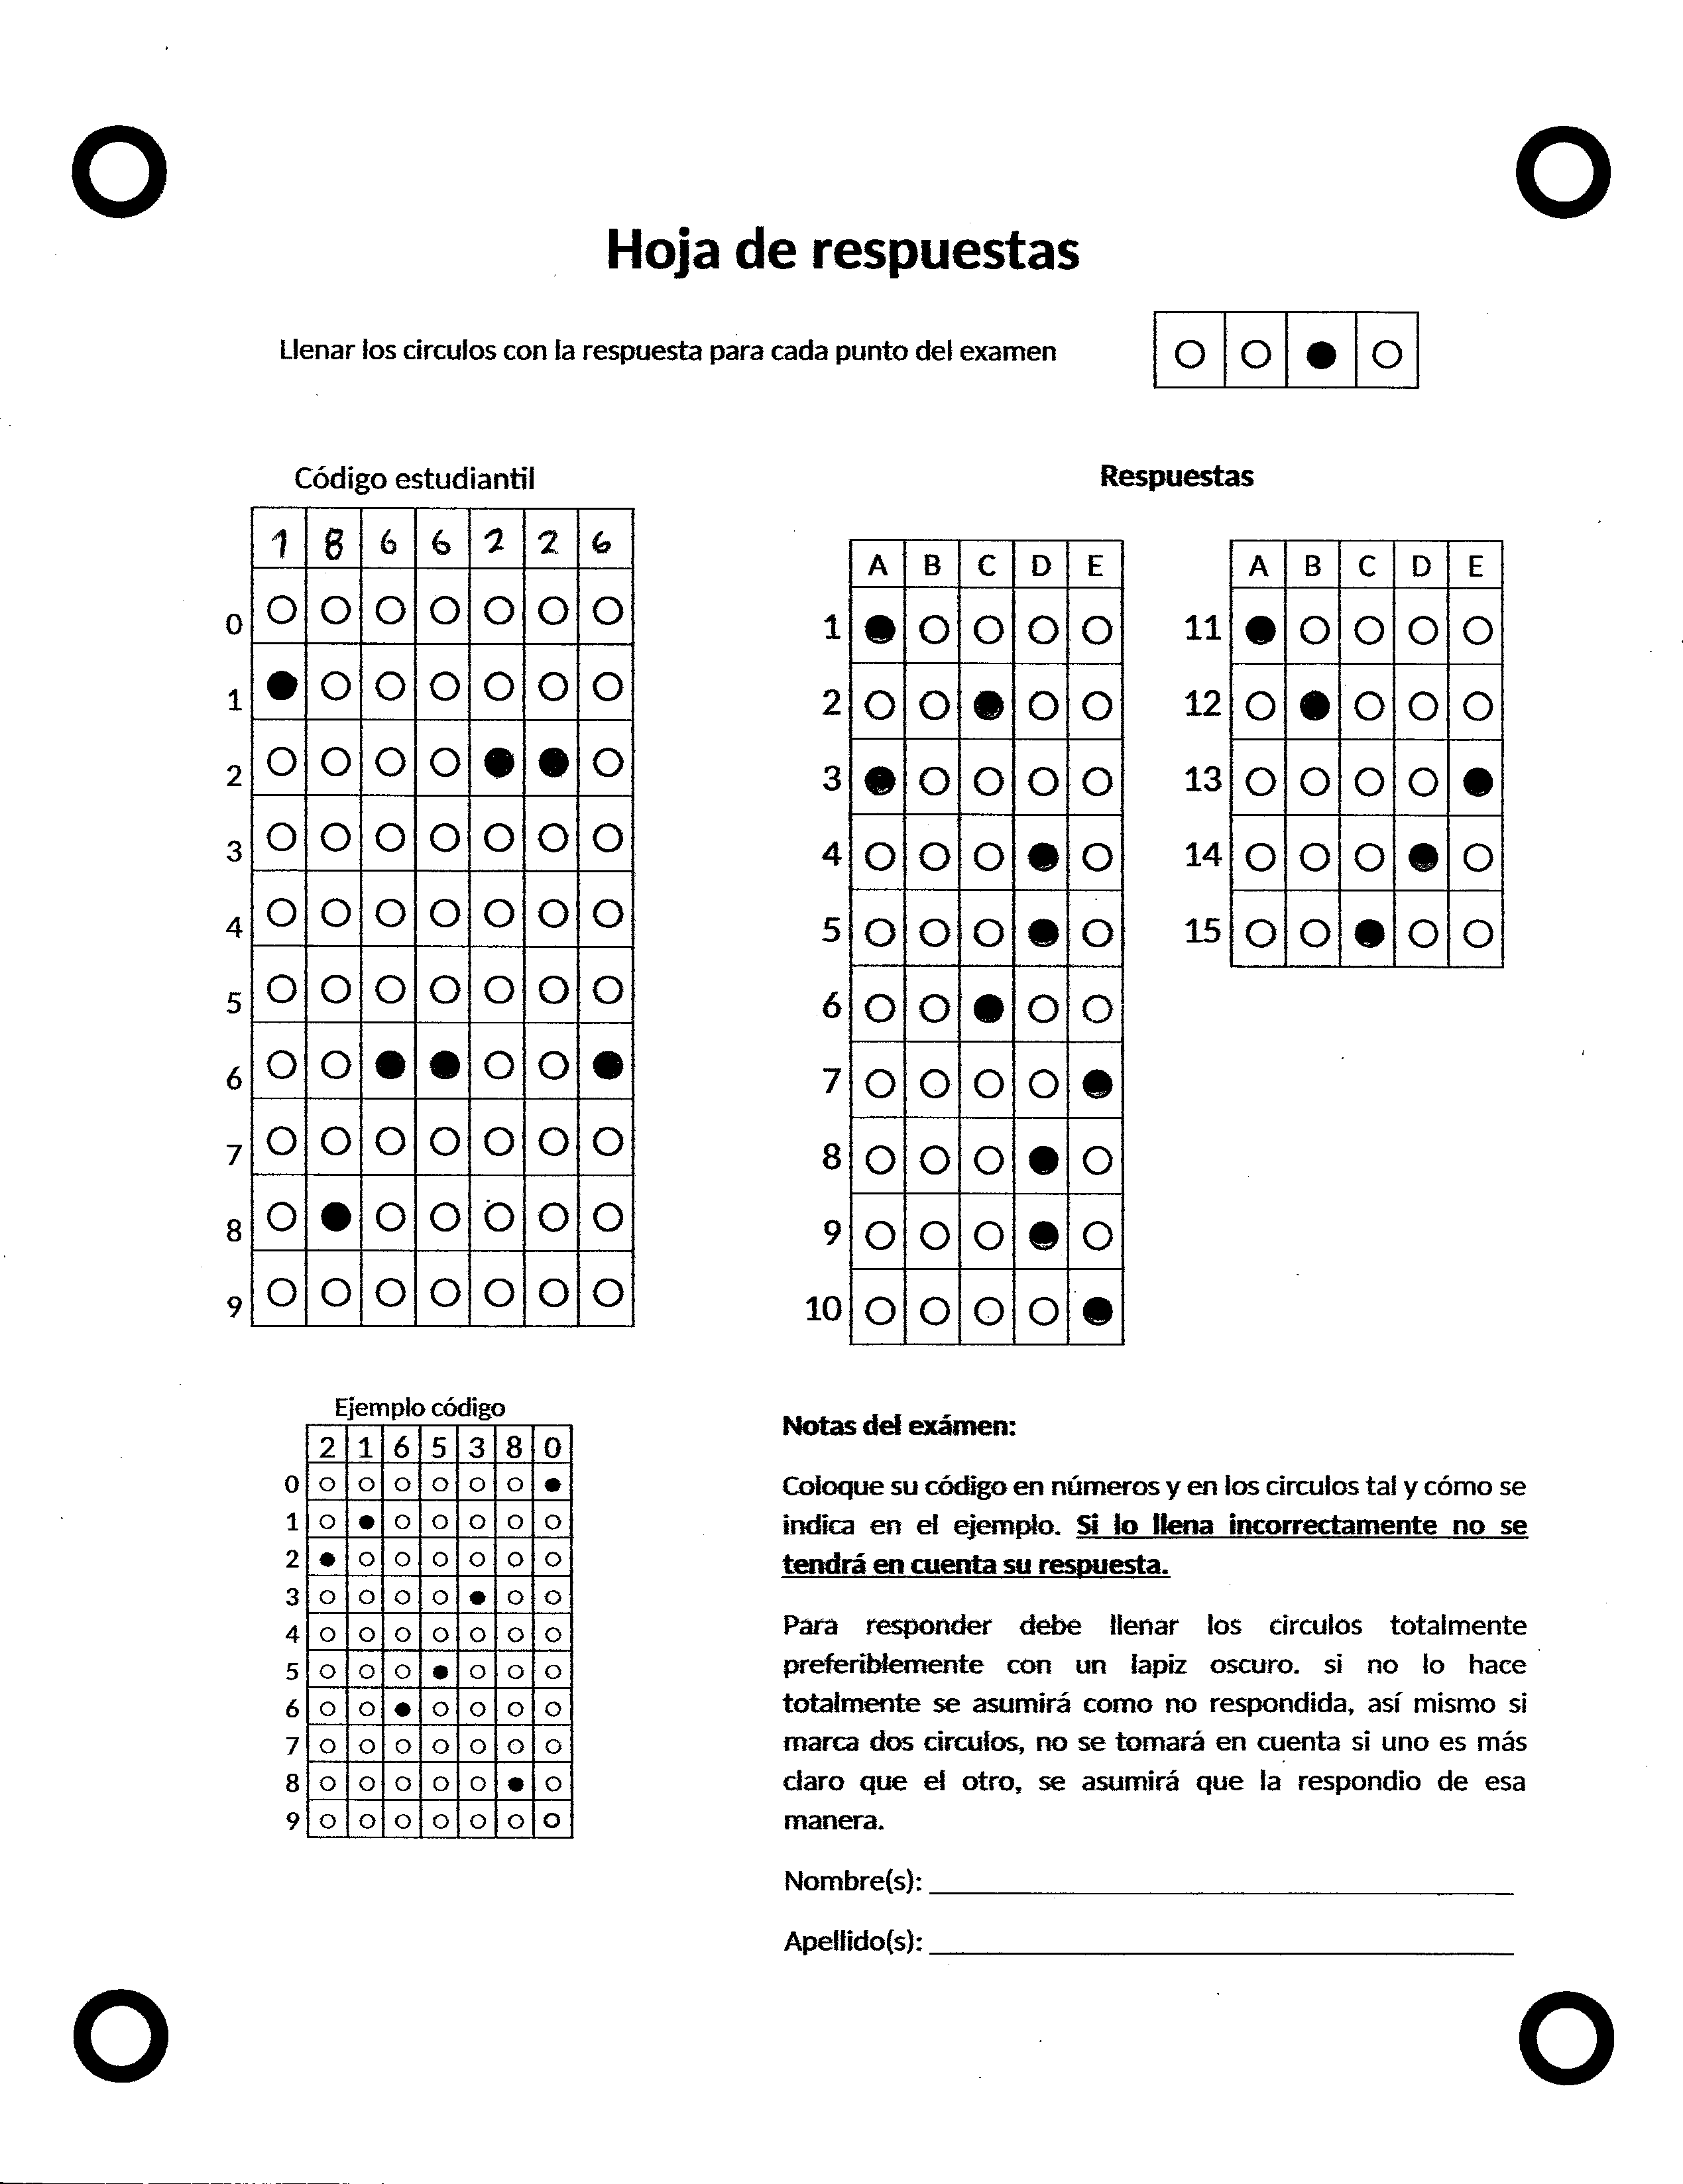 Hoja de respuestas
Llenar los circulos con la respuesta para cada punto del examen
Código estudiantil
1 8 6 6 2 2 6
0
1
2
3
4
5
6
7
8
9
Respuestas
A B C D E
1
2
3
4
5
6
7
8
9
10
A B C D E
11
12
13
14
15
Ejemplo código
2 1 6 5 3 8 0
0
1
2
3
4
5
6
7
8
9
Notas del exámen:
Coloque su código en números y en los circulos tal y cómo se
indica en el ejemplo. Si lo llena incorrectamente no se
tendrá en cuenta su respuesta.
Para responder debe llenar los circulos totalmente
preferiblemente con un lapiz oscuro. si no lo hace
totalmente se asumirá como no respondida, así mismo si
marca dos circulos, no se tomará en cuenta si uno es más
claro que el otro, se asumirá que la respondio de esa
manera.
Nombre(s):
Apellido(s):